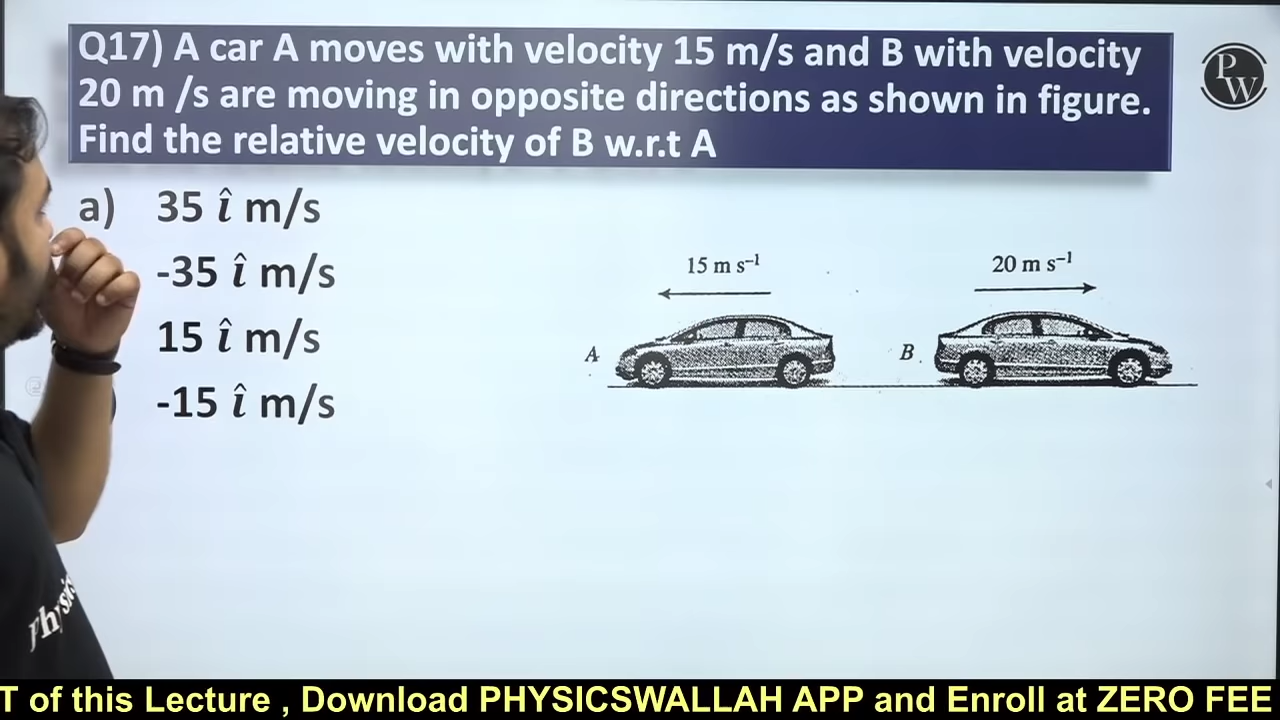 Q17) A car A moves with velocity 15 m/s and B with velocity
20 m /s are moving in opposite directions as shown in figure.
Find the relative velocity of B w.r.t A
P
W
a) 35 î m/s
-35 î m/s
15 î m/s
-15 î m/s
15 m s⁻¹
20 m s⁻¹
A
B
T of this Lecture , Download PHYSICSWALLAH APP and Enroll at ZERO FEE